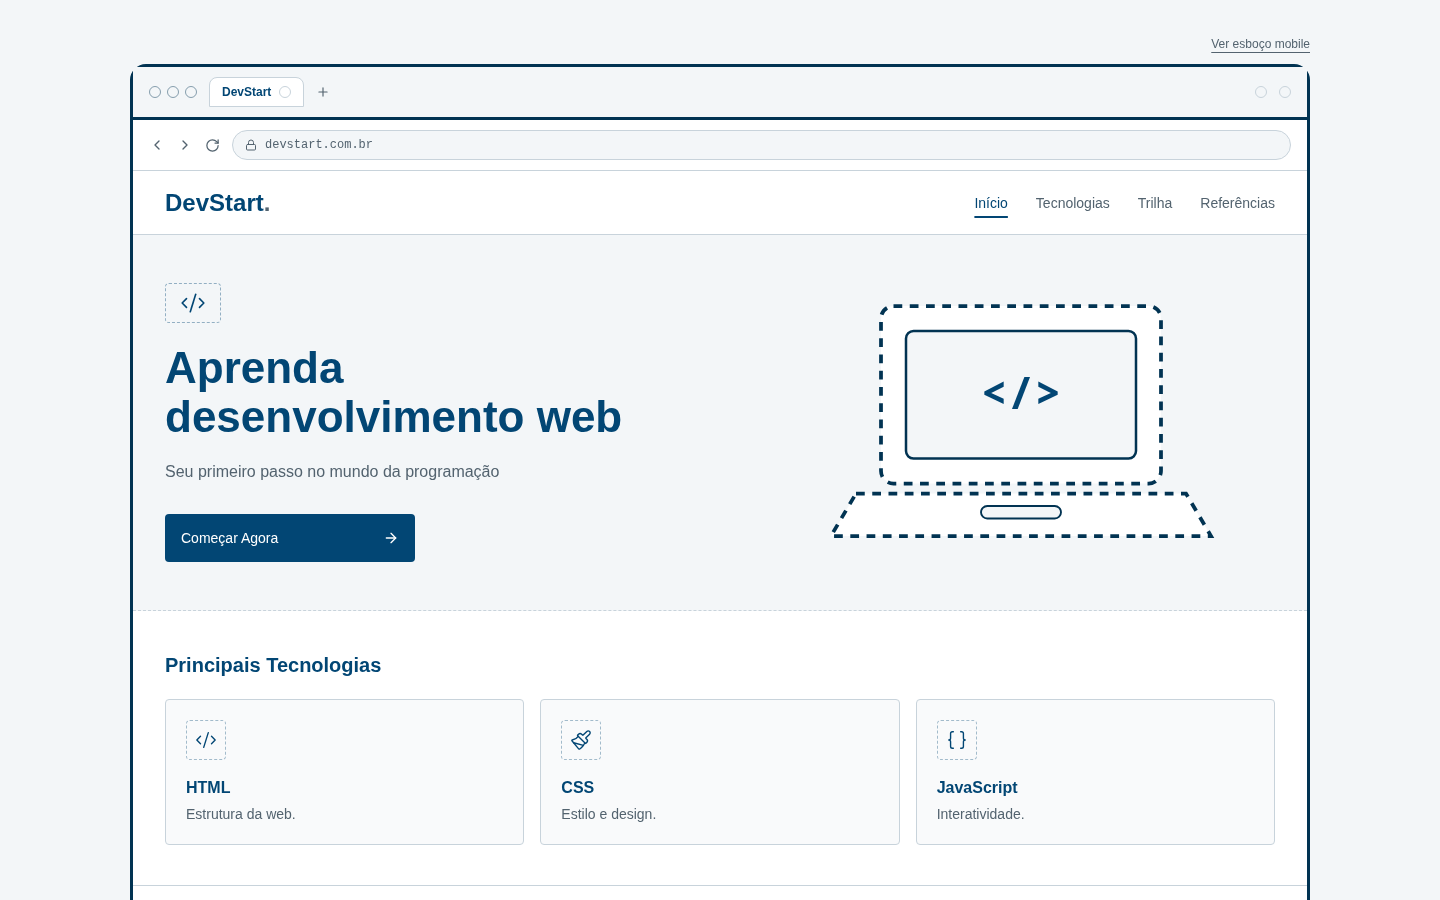 Ver esboço mobile
DevStart
devstart.com.br
DevStart.
Início Tecnologias Trilha Referências
Aprenda
desenvolvimento web
Seu primeiro passo no mundo da programação
Começar Agora
</>
Principais Tecnologias
HTML
Estrutura da web.
CSS
Estilo e design.
JavaScript
Interatividade.